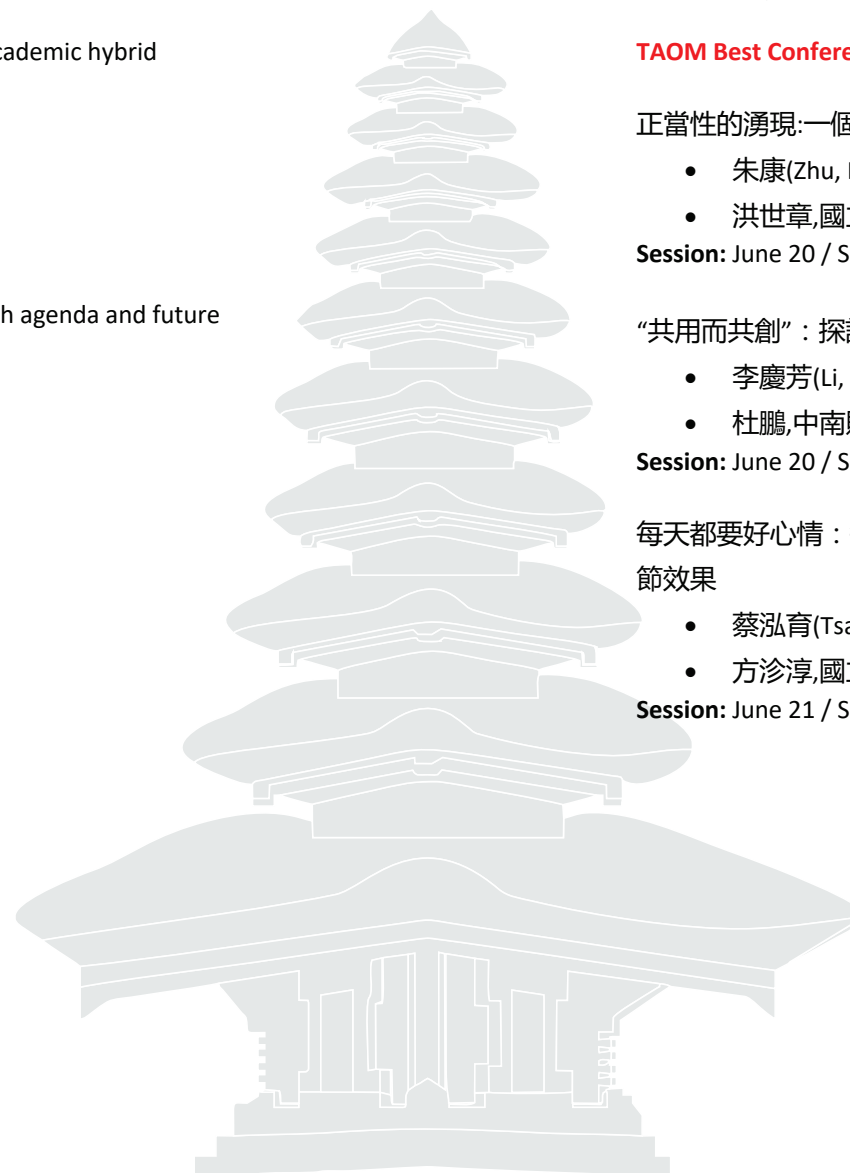 cademic hybrid
h agenda and future
TAOM Best Confere
正當性的湧現:一個
• 朱康(Zhu,
• 洪世章,國
Session: June 20 / S
“共用而共創”：探
• 李慶芳(Li,
• 杜鵬,中南
Session: June 20 / S
每天都要好心情：
節效果
• 蔡泓育(Tsa
• 方涔淳,國
Session: June 21 / S